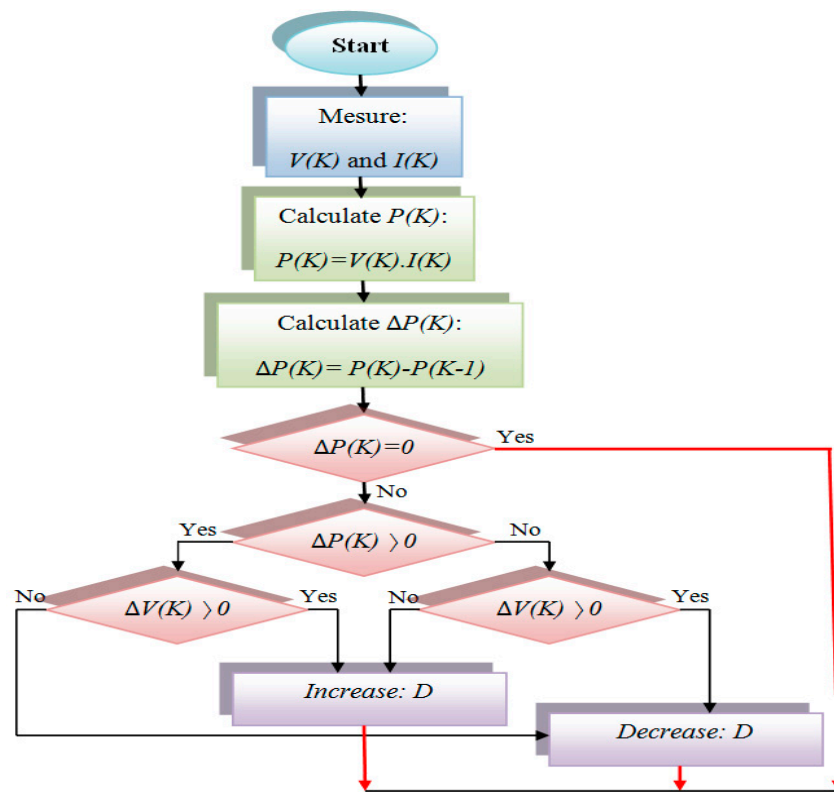 Start
Mesure:
V(K) and I(K)
Calculate P(K):
P(K)=V(K).I(K)
Calculate ΔP(K):
ΔP(K)= P(K)-P(K-1)
ΔP(K)=0
Yes
No
ΔP(K) 〉0
Yes
No
ΔV(K) 〉0
No
Yes
ΔV(K) 〉0
No
Yes
Increase: D
Decrease: D